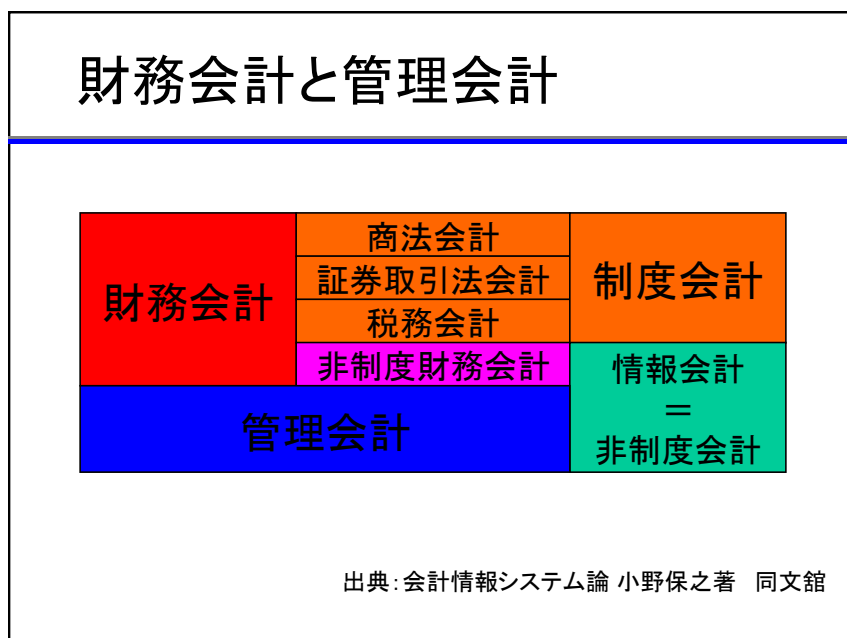 財務会計と管理会計
財務会計
商法会計
証券取引法会計
税務会計
非制度財務会計
制度会計
管理会計
情報会計
＝
非制度会計
出典：会計情報システム論 小野保之著　同文舘